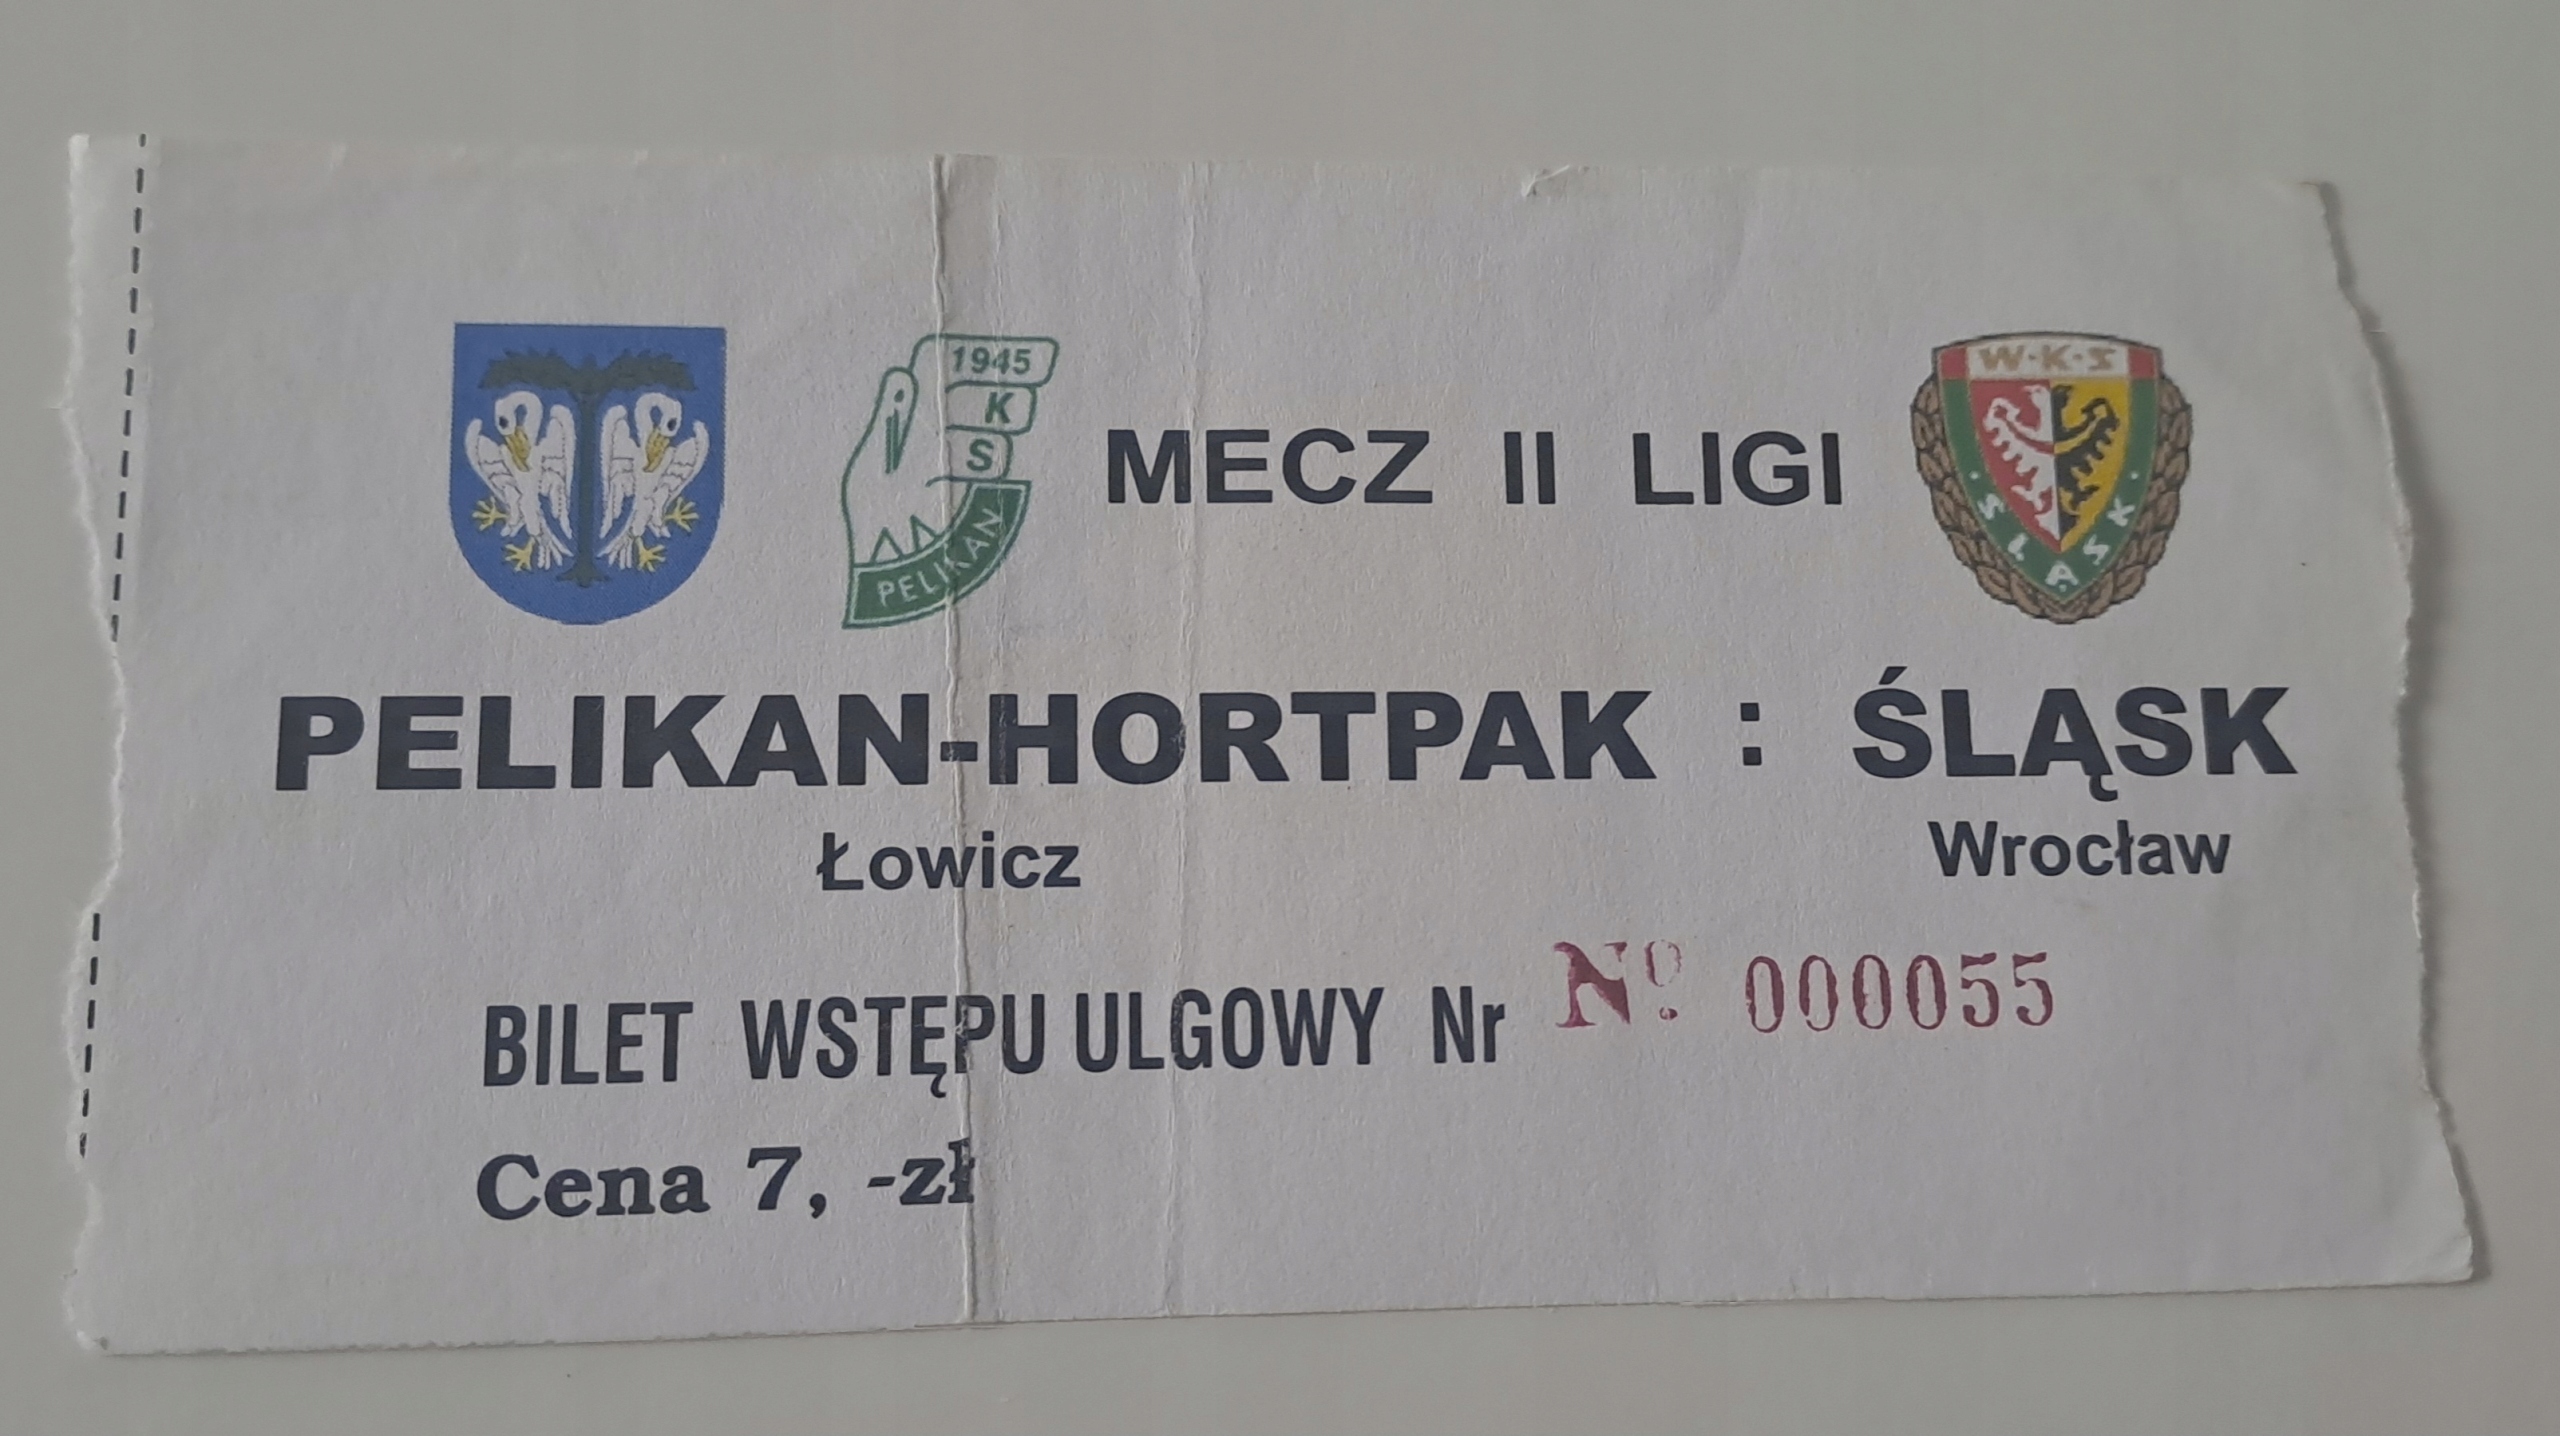 1945
K
S
PELIKAN
MECZ II LIGI
W·K·S
ŚLĄSK
PELIKAN-HORTPAK : ŚLĄSK
Łowicz Wrocław
BILET WSTĘPU ULGOWY Nr Nº 000055
Cena 7, -zł